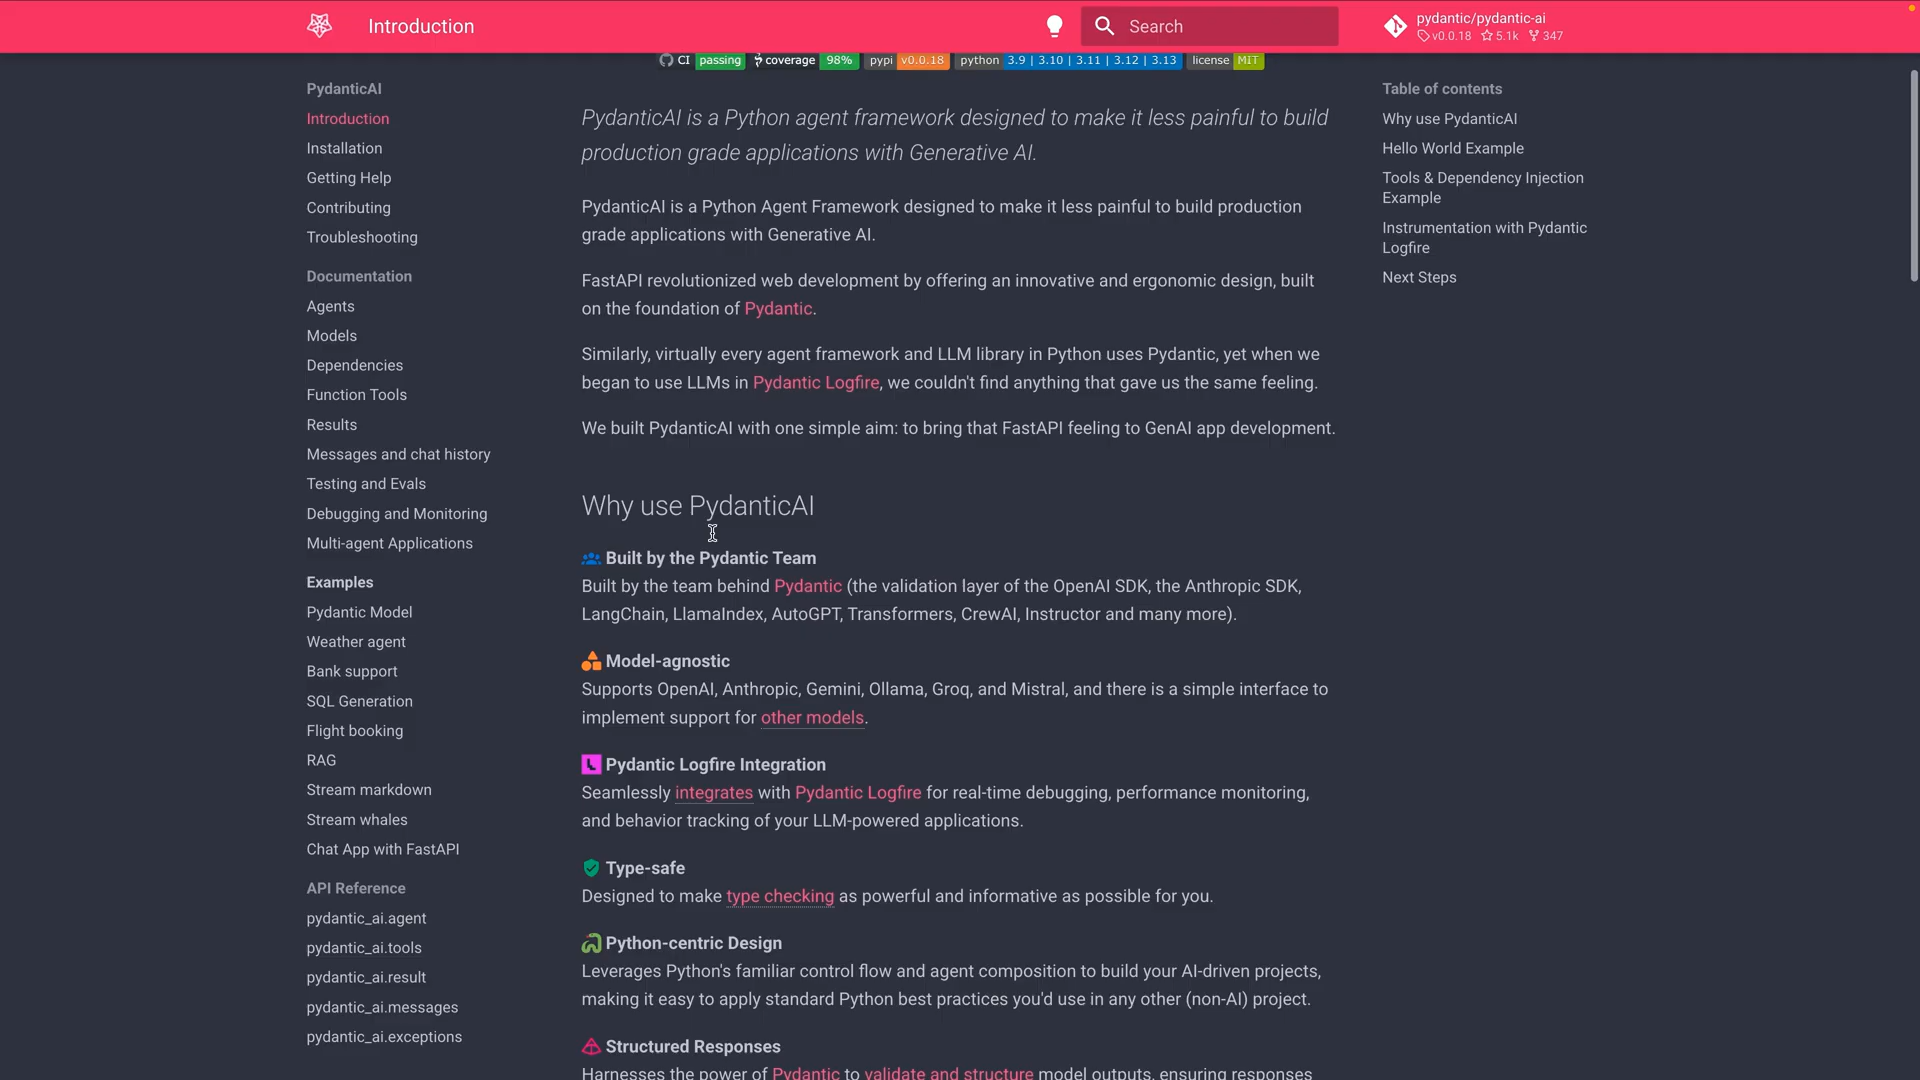 Introduction
Search
pydantic/pydantic-ai
v0.0.18 5.1k 347
CI passing coverage 98% pypi v0.0.18 python 3.9 | 3.10 | 3.11 | 3.12 | 3.13 license MIT
PydanticAI
Introduction
Installation
Getting Help
Contributing
Troubleshooting
Documentation
Agents
Models
Dependencies
Function Tools
Results
Messages and chat history
Testing and Evals
Debugging and Monitoring
Multi-agent Applications
Examples
Pydantic Model
Weather agent
Bank support
SQL Generation
Flight booking
RAG
Stream markdown
Stream whales
Chat App with FastAPI
API Reference
pydantic_ai.agent
pydantic_ai.tools
pydantic_ai.result
pydantic_ai.messages
pydantic_ai.exceptions
PydanticAI is a Python agent framework designed to make it less painful to build
production grade applications with Generative AI.
PydanticAI is a Python Agent Framework designed to make it less painful to build production
grade applications with Generative AI.
FastAPI revolutionized web development by offering an innovative and ergonomic design, built
on the foundation of Pydantic.
Similarly, virtually every agent framework and LLM library in Python uses Pydantic, yet when we
began to use LLMs in Pydantic Logfire, we couldn't find anything that gave us the same feeling.
We built PydanticAI with one simple aim: to bring that FastAPI feeling to GenAI app development.
Why use PydanticAI
Built by the Pydantic Team
Built by the team behind Pydantic (the validation layer of the OpenAI SDK, the Anthropic SDK,
LangChain, LlamaIndex, AutoGPT, Transformers, CrewAI, Instructor and many more).
Model-agnostic
Supports OpenAI, Anthropic, Gemini, Ollama, Groq, and Mistral, and there is a simple interface to
implement support for other models.
Pydantic Logfire Integration
Seamlessly integrates with Pydantic Logfire for real-time debugging, performance monitoring,
and behavior tracking of your LLM-powered applications.
Type-safe
Designed to make type checking as powerful and informative as possible for you.
Python-centric Design
Leverages Python's familiar control flow and agent composition to build your AI-driven projects,
making it easy to apply standard Python best practices you'd use in any other (non-AI) project.
Structured Responses
Harnesses the power of Pydantic to validate and structure model outputs, ensuring responses
Table of contents
Why use PydanticAI
Hello World Example
Tools & Dependency Injection
Example
Instrumentation with Pydantic
Logfire
Next Steps